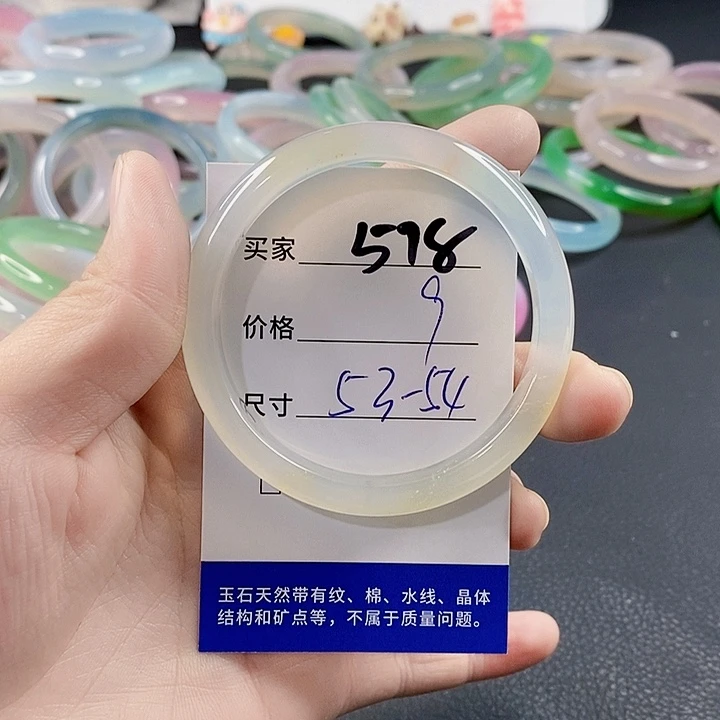 买家 578
价格 9
尺寸 53-54
玉石天然带有纹、棉、水线、晶体
结构和矿点等，不属于质量问题。